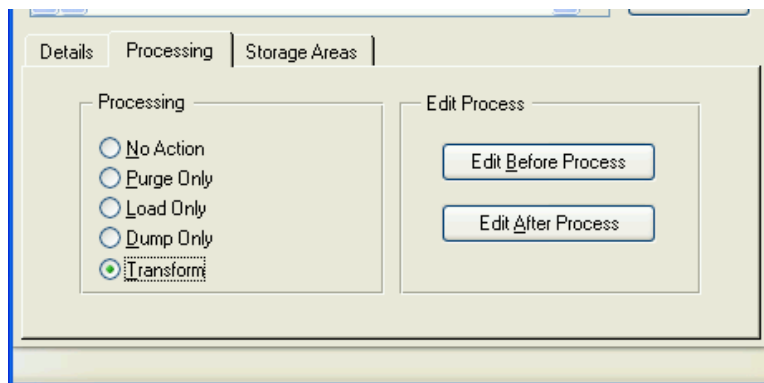 Details Processing Storage Areas
Processing
No Action
Purge Only
Load Only
Dump Only
Transform
Edit Process
Edit Before Process
Edit After Process